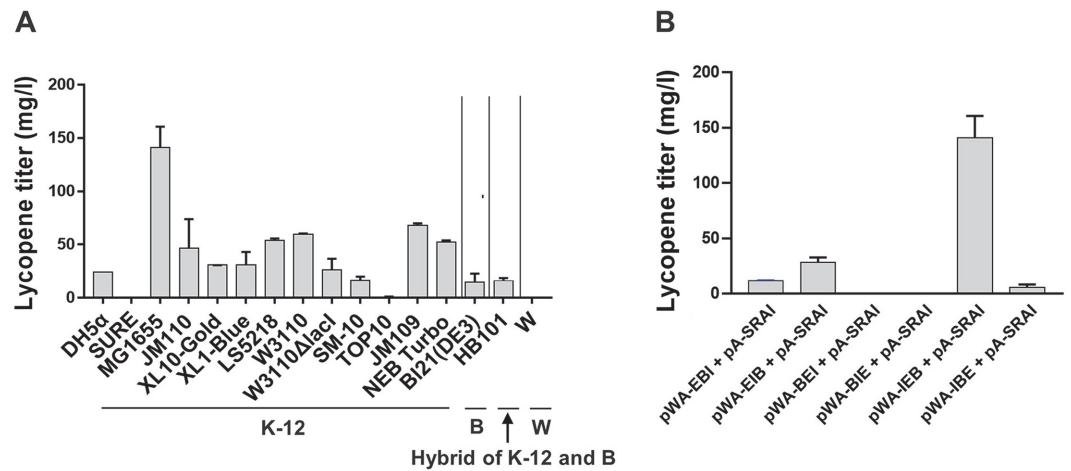 A
Lycopene titer (mg/l)
200
150
100
50
0
DH5α
SURE
MG1655
JM110
XL10-Gold
XL1-Blue
LS5218
W3110
W3110ΔlacI
SM-10
TOP10
JM109
NEB Turbo
Bl21(DE3)
HB101
W
K-12
B
W
Hybrid of K-12 and B
B
Lycopene titer (mg/l)
200
150
100
50
0
pWA-EBI + pA-SRAI
pWA-EIB + pA-SRAI
pWA-BEI + pA-SRAI
pWA-BIE + pA-SRAI
pWA-IEB + pA-SRAI
pWA-IBE + pA-SRAI